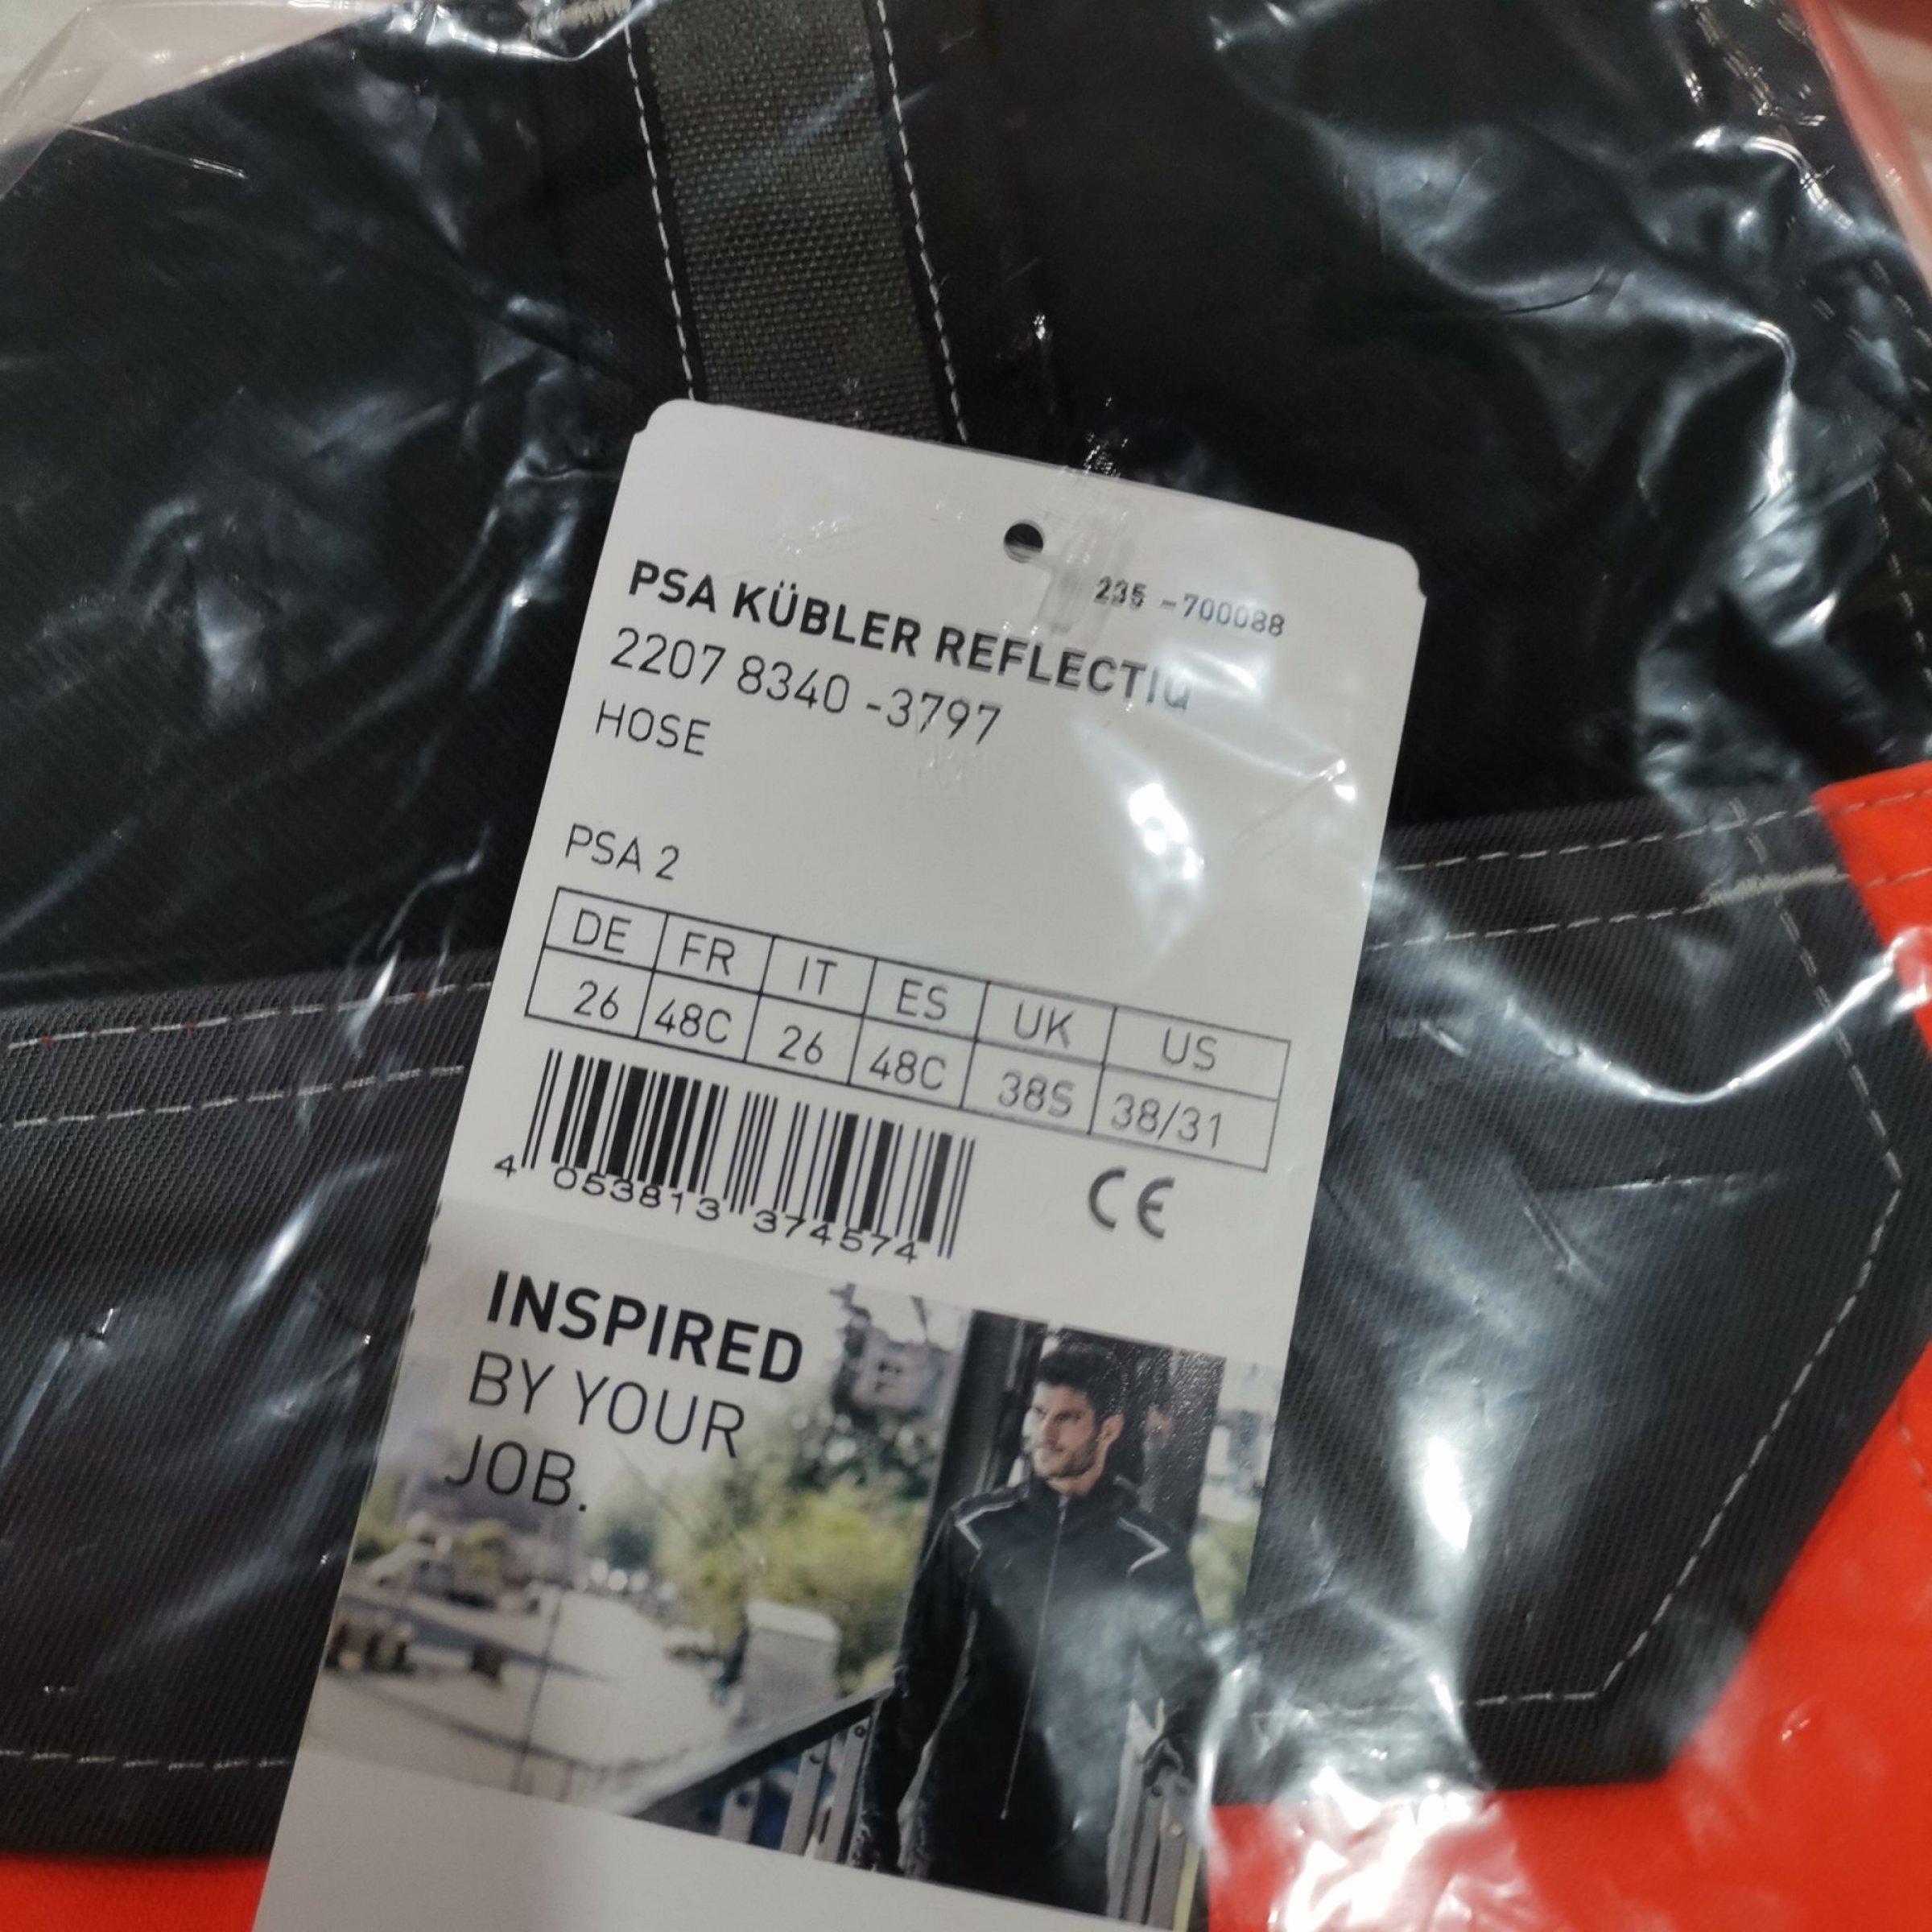 235 -700088
PSA KÜBLER REFLECTIQ
2207 8340 -3797
HOSE
PSA 2
DE FR IT ES UK US
26 48C 26 48C 38S 38/31
4 053813 374574
CE
INSPIRED
BY YOUR
JOB.